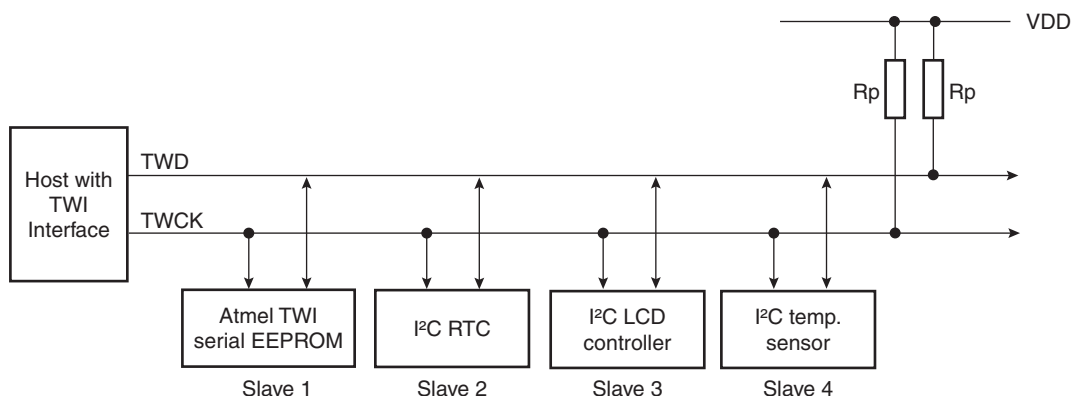 VDD
Rp Rp
Host with
TWI
Interface
TWD
TWCK
Atmel TWI
serial EEPROM
I²C RTC
I²C LCD
controller
I²C temp.
sensor
Slave 1 Slave 2 Slave 3 Slave 4